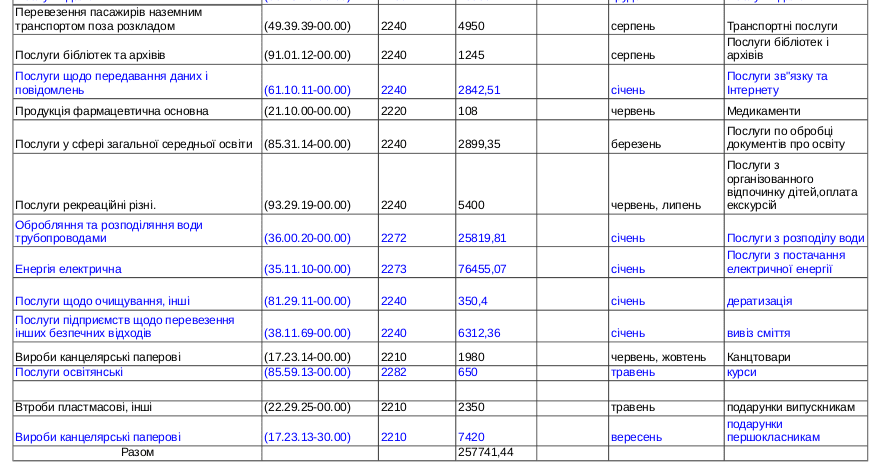 Перевезення пасажирів наземним
транспортом поза розкладом (49.39.39-00.00) 2240 4950 серпень Транспортні послуги
Послуги бібліотек та архівів (91.01.12-00.00) 2240 1245 серпень Послуги бібліотек і
архівів
Послуги щодо передавання даних і
повідомлень (61.10.11-00.00) 2240 2842,51 січень Послуги зв"язку та
Інтернету
Продукція фармацевтична основна (21.10.00-00.00) 2220 108 червень Медикаменти
Послуги у сфері загальної середньої освіти (85.31.14-00.00) 2240 2899,35 березень Послуги по обробці
документів про освіту
Послуги рекреаційні різні. (93.29.19-00.00) 2240 5400 червень, липень Послуги з
організованного
відпочинку дітей,оплата
екскурсій
Обробляння та розподіляння води
трубопроводами (36.00.20-00.00) 2272 25819,81 січень Послуги з розподілу води
Енергія електрична (35.11.10-00.00) 2273 76455,07 січень Послуги з постачання
електричної енергії
Послуги щодо очищування, інші (81.29.11-00.00) 2240 350,4 січень дератизація
Послуги підприємств щодо перевезення
інших безпечних відходів (38.11.69-00.00) 2240 6312,36 січень вивіз сміття
Вироби канцелярські паперові (17.23.14-00.00) 2210 1980 червень, жовтень Канцтовари
Послуги освітянські (85.59.13-00.00) 2282 650 травень курси
Втроби пластмасові, інші (22.29.25-00.00) 2210 2350 травень подарунки випускникам
Вироби канцелярські паперові (17.23.13-30.00) 2210 7420 вересень подарунки
першокласникам
Разом 257741,44